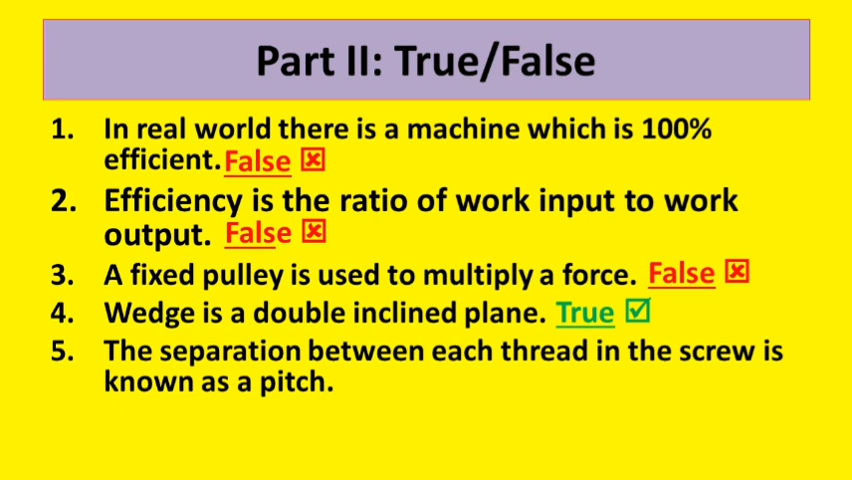 Part II: True/False
1. In real world there is a machine which is 100%
efficient. False ☒
2. Efficiency is the ratio of work input to work
output. False ☒
3. A fixed pulley is used to multiply a force. False ☒
4. Wedge is a double inclined plane. True ☑
5. The separation between each thread in the screw is
known as a pitch.